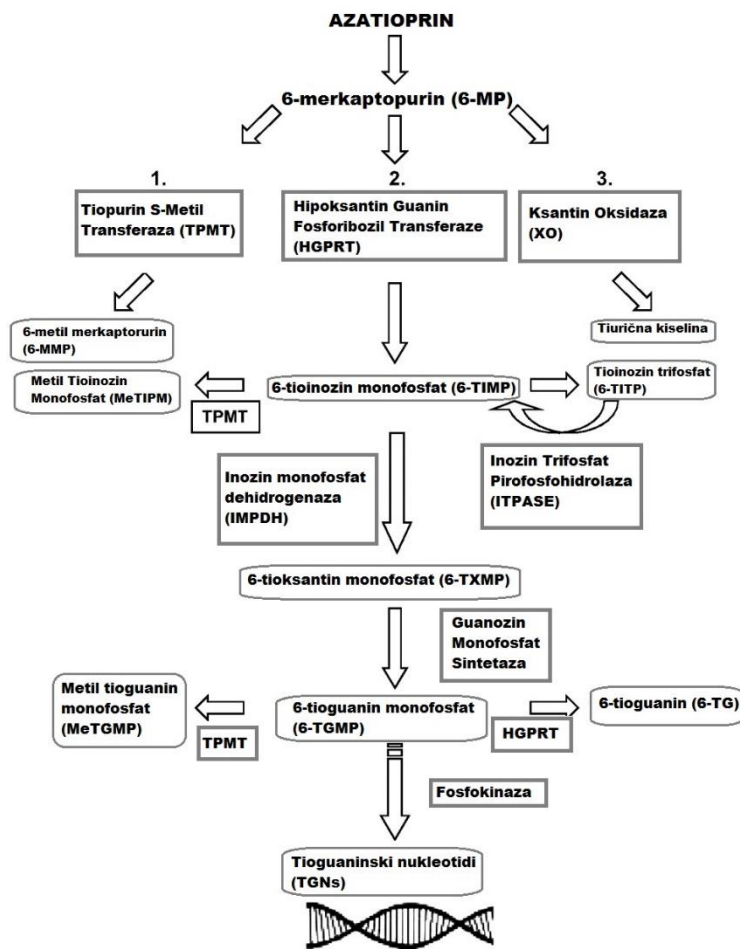 AZATIOPRIN
6-merkaptopurin (6-MP)
1.
2.
3.
Tiopurin S-Metil
Transferaza (TPMT)
Hipoksantin Guanin
Fosforibozil Transferaze
(HGPRT)
Ksantin Oksidaza
(XO)
6-metil merkaptorurin
(6-MMP)
Tiurična kiselina
Metil Tioinozin
Monofosfat (MeTIPM)
TPMT
6-tioinozin monofosfat (6-TIMP)
Tioinozin trifosfat
(6-TITP)
Inozin monofosfat
dehidrogenaza
(IMPDH)
Inozin Trifosfat
Pirofosfohidrolaza
(ITPASE)
6-tioksantin monofosfat (6-TXMP)
Guanozin
Monofosfat
Sintetaza
Metil tioguanin
monofosfat
(MeTGMP)
TPMT
6-tioguanin monofosfat
(6-TGMP)
HGPRT
6-tioguanin (6-TG)
Fosfokinaza
Tioguaninski nukleotidi
(TGNs)